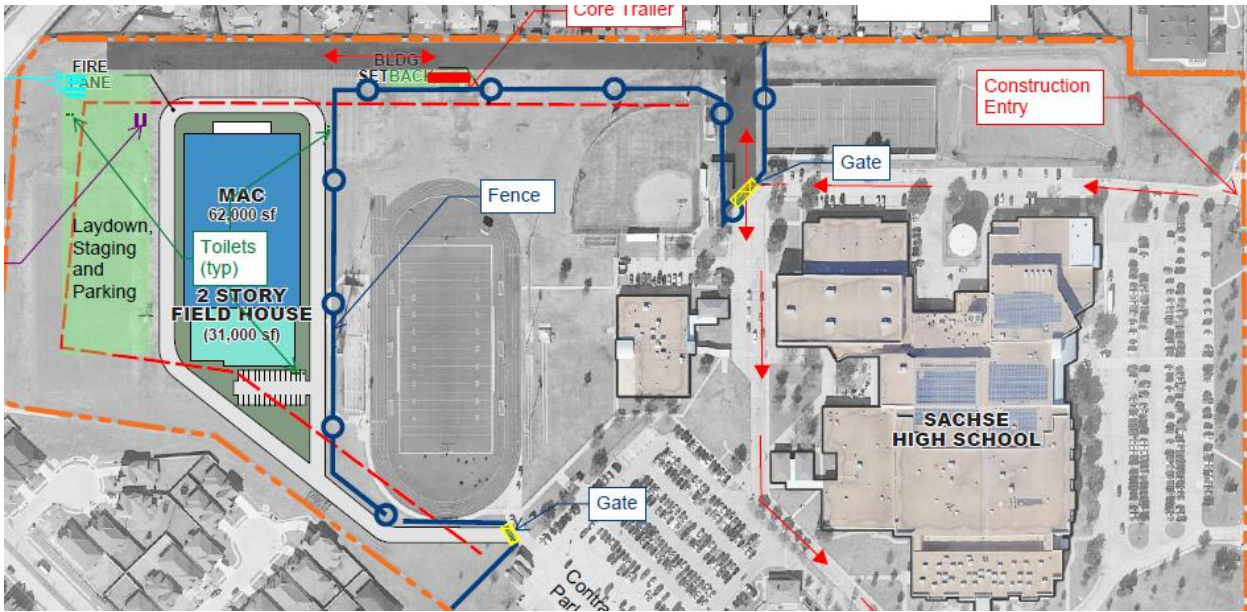 Core Trailer
FIRE
LANE
BLDG
SETBACK
Construction
Entry
Gate
MAC
62,000 sf
Fence
Laydown,
Staging
and
Parking
Toilets
(typ)
2 STORY
FIELD HOUSE
(31,000 sf)
SACHSE
HIGH SCHOOL
Gate